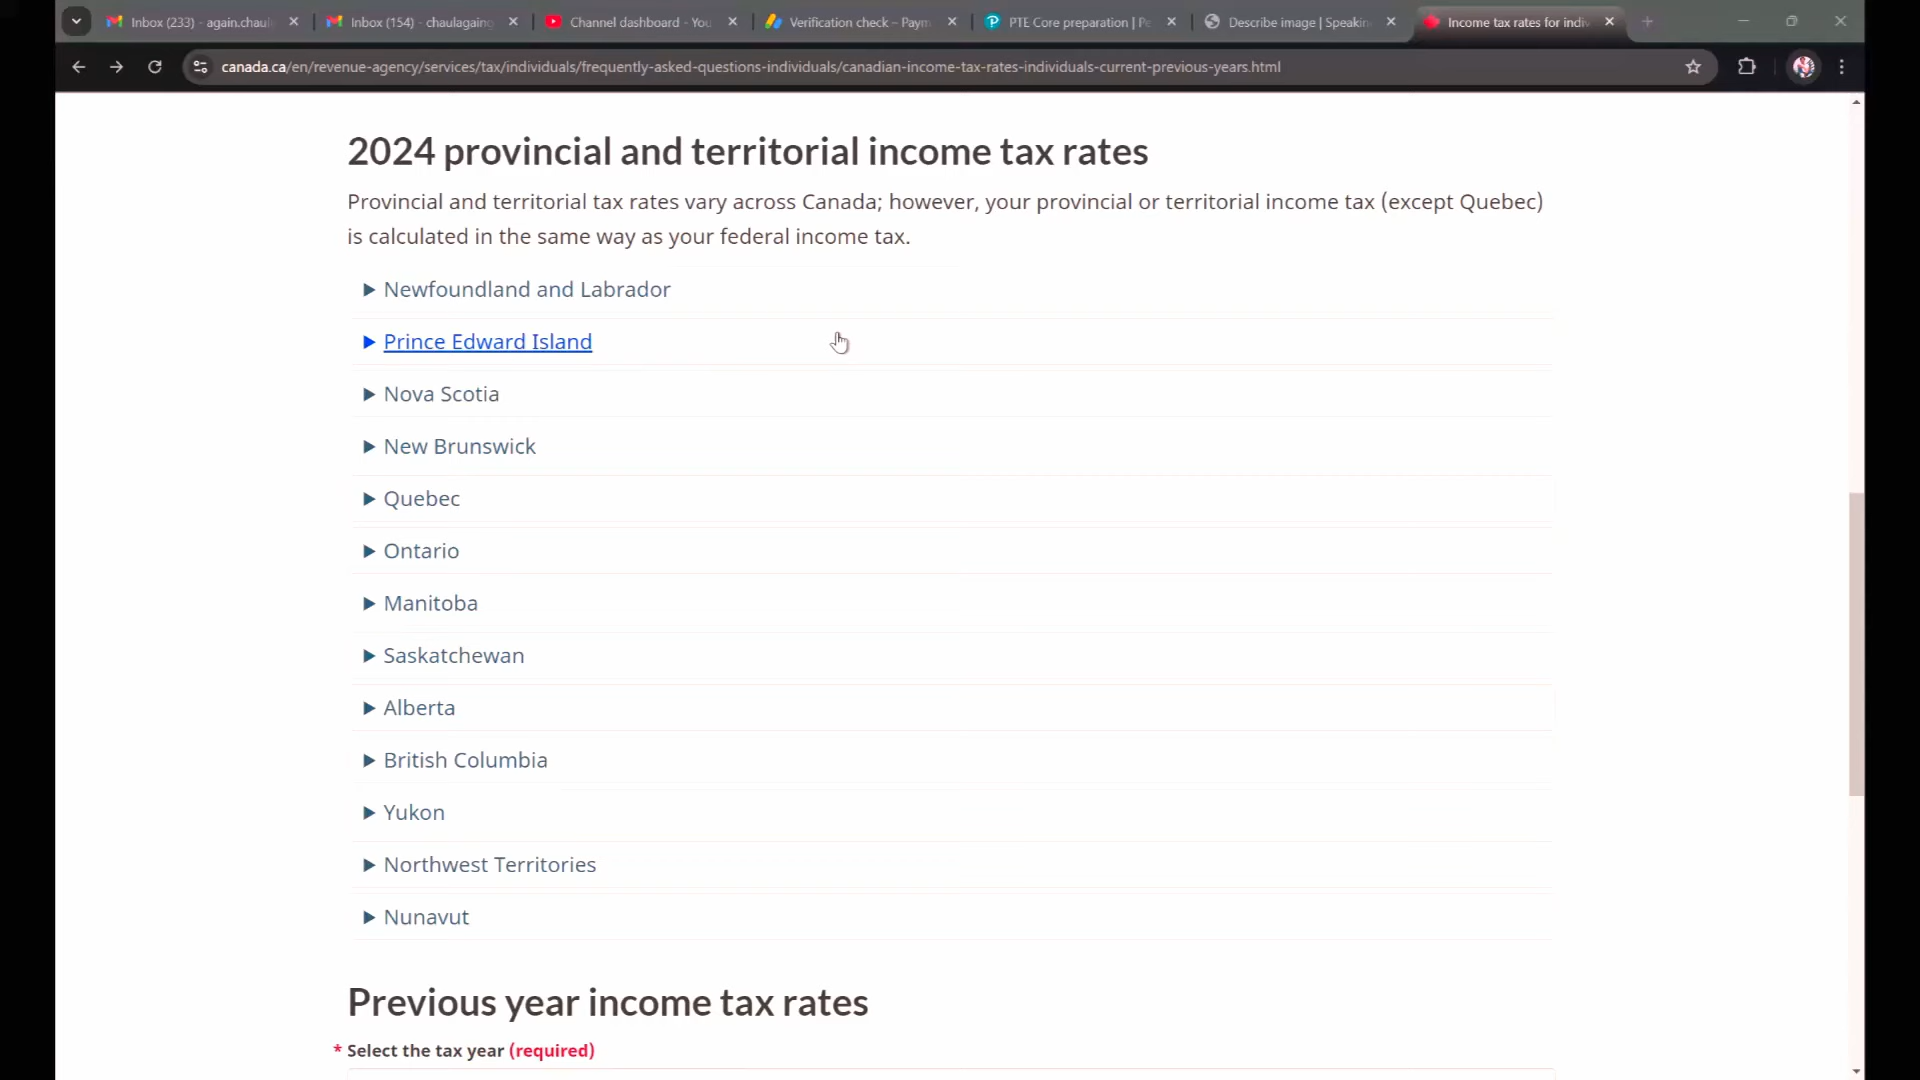 Inbox (233) - again.chaul
Inbox (154) - chaulagaing
Channel dashboard - You
Verification check – Paym
PTE Core preparation | Pe
Describe image | Speakin
Income tax rates for indiv
canada.ca/en/revenue-agency/services/tax/individuals/frequently-asked-questions-individuals/canadian-income-tax-rates-individuals-current-previous-years.html
2024 provincial and territorial income tax rates
Provincial and territorial tax rates vary across Canada; however, your provincial or territorial income tax (except Quebec)
is calculated in the same way as your federal income tax.
Newfoundland and Labrador
Prince Edward Island
Nova Scotia
New Brunswick
Quebec
Ontario
Manitoba
Saskatchewan
Alberta
British Columbia
Yukon
Northwest Territories
Nunavut
Previous year income tax rates
* Select the tax year (required)